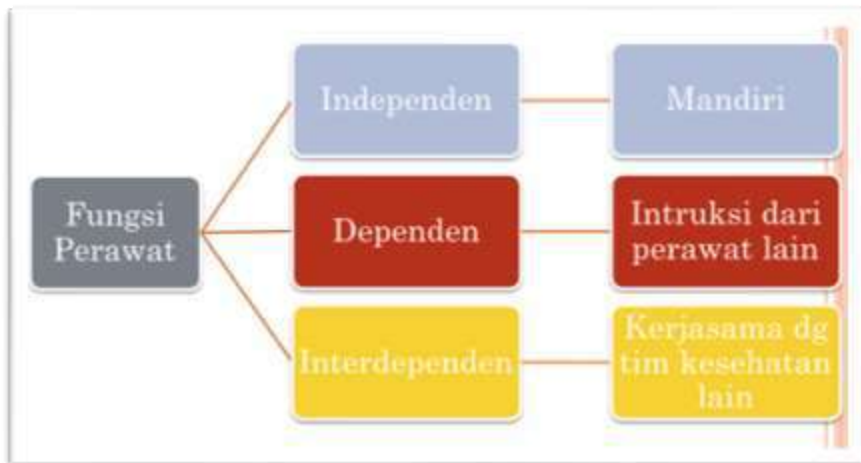 Fungsi
Perawat
Independen
Mandiri
Dependen
Intruksi dari
perawat lain
Interdependen
Kerjasama dg
tim kesehatan
lain